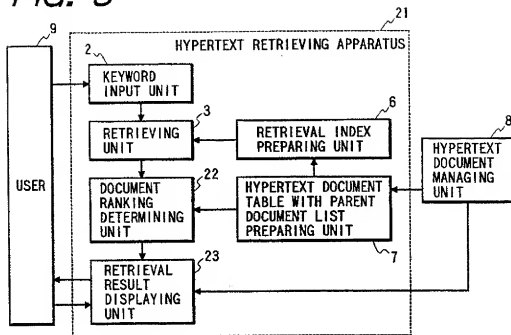 21
9
HYPERTEXT RETRIEVING APPARATUS
2
KEYWORD
INPUT UNIT
3
RETRIEVING
UNIT
6
RETRIEVAL INDEX
PREPARING UNIT
8
HYPERTEXT
DOCUMENT
MANAGING
UNIT
USER
22
DOCUMENT
RANKING
DETERMINING
UNIT
HYPERTEXT DOCUMENT
TABLE WITH PARENT
DOCUMENT LIST
PREPARING UNIT
7
23
RETRIEVAL
RESULT
DISPLAYING
UNIT